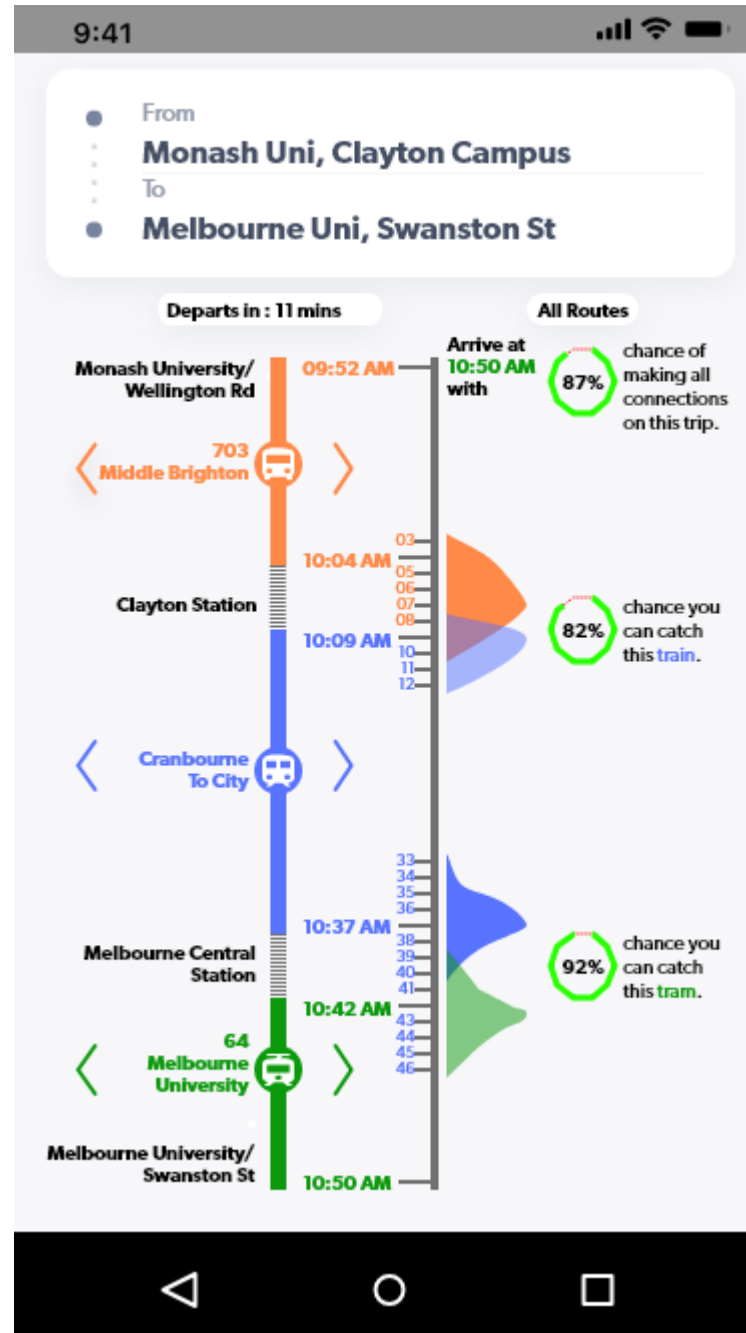 9:41
From
Monash Uni, Clayton Campus
To
Melbourne Uni, Swanston St
Departs in : 11 mins
All Routes
Monash University/
Wellington Rd
09:52 AM
Arrive at
10:50 AM
with
87%
chance of
making all
connections
on this trip.
703
Middle Brighton
03
10:04 AM
05
06
07
08
Clayton Station
10:09 AM
10
11
12
82%
chance you
can catch
this train.
Cranbourne
To City
33
34
35
36
10:37 AM
38
39
40
41
Melbourne Central
Station
92%
chance you
can catch
this tram.
10:42 AM
43
44
45
46
64
Melbourne
University
Melbourne University/
Swanston St
10:50 AM